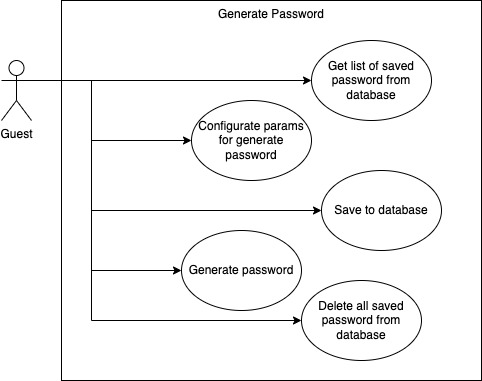 Generate Password
Get list of saved
password from
database
Guest
Configurate params
for generate
password
Save to database
Generate password
Delete all saved
password from
database